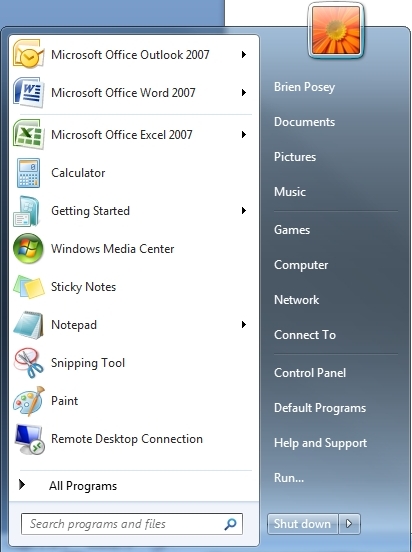 Microsoft Office Outlook 2007
Microsoft Office Word 2007
Microsoft Office Excel 2007
Calculator
Getting Started
Windows Media Center
Sticky Notes
Notepad
Snipping Tool
Paint
Remote Desktop Connection
All Programs
Search programs and files
Brien Posey
Documents
Pictures
Music
Games
Computer
Network
Connect To
Control Panel
Default Programs
Help and Support
Run...
Shut down